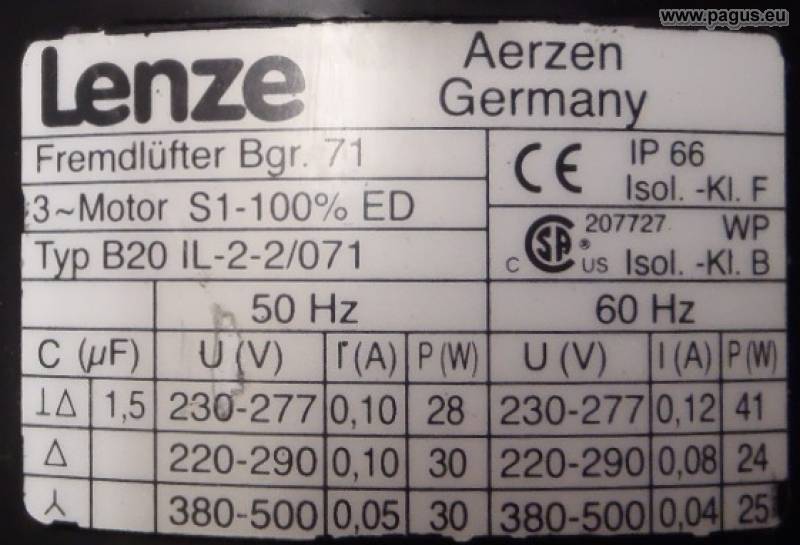 www.pagus.eu
Lenze
Aerzen
Germany
Fremdlüfter Bgr. 71
3~Motor S1-100% ED
Typ B20 IL-2-2/071
CE IP 66
Isol. -Kl. F
CSA ® 207727 WP
C US Isol. -Kl. B
50 Hz 60 Hz
C (µF) U (V) I (A) P (W) U (V) I (A) P (W)
⊥Δ 1,5 230-277 0,10 28 230-277 0,12 41
Δ 220-290 0,10 30 220-290 0,08 24
⅄ 380-500 0,05 30 380-500 0,04 25